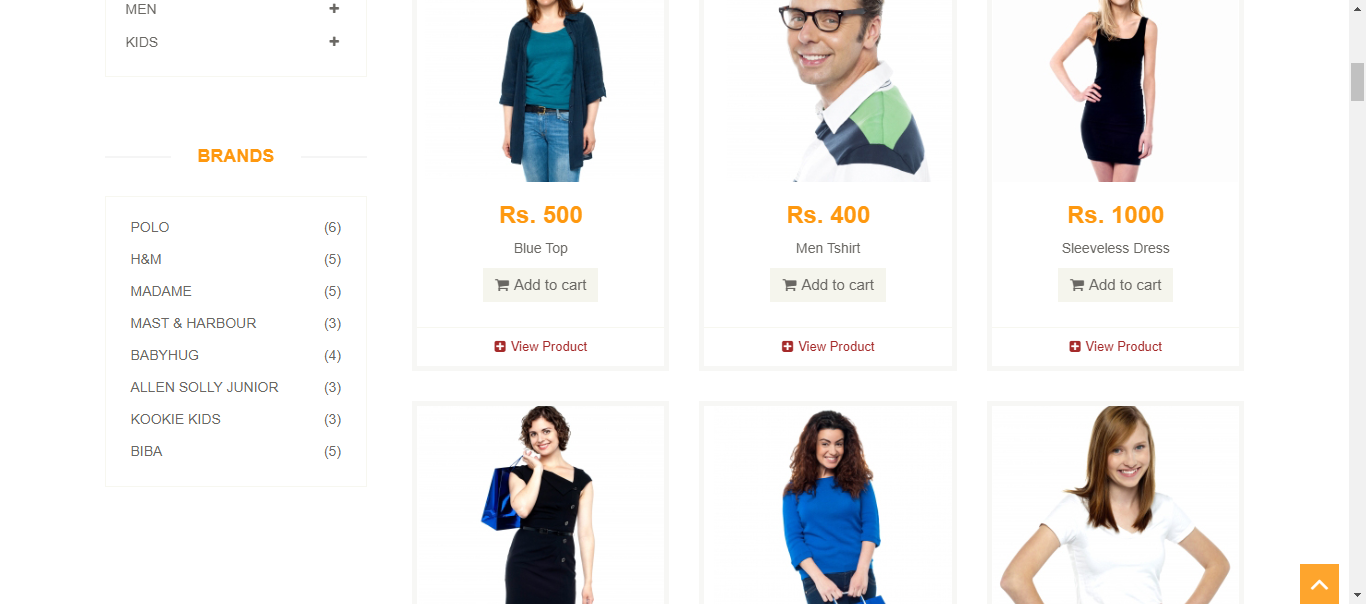 MEN
KIDS
BRANDS
POLO (6)
H&M (5)
MADAME (5)
MAST & HARBOUR (3)
BABYHUG (4)
ALLEN SOLLY JUNIOR (3)
KOOKIE KIDS (3)
BIBA (5)
Rs. 500
Blue Top
Add to cart
View Product
Rs. 400
Men Tshirt
Add to cart
View Product
Rs. 1000
Sleeveless Dress
Add to cart
View Product